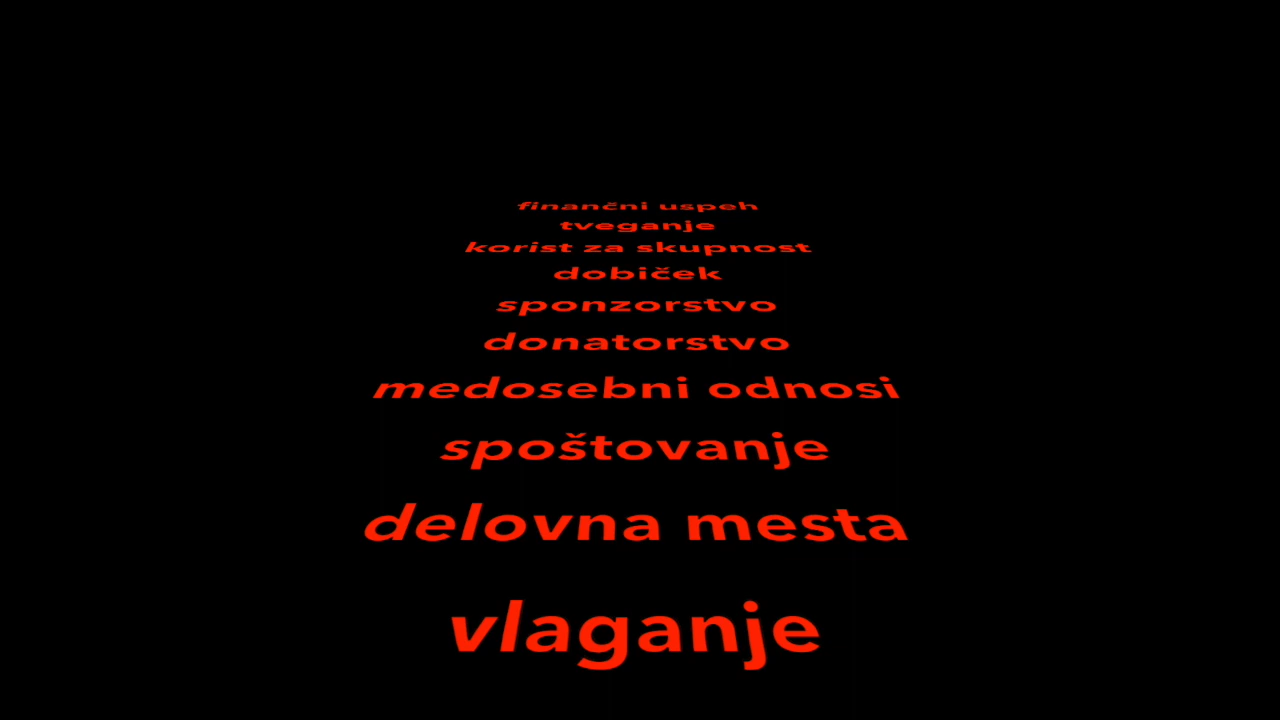 finančni uspeh
tveganje
korist za skupnost
dobiček
sponzorstvo
donatorstvo
medosebni odnosi
spoštovanje
delovna mesta
vlaganje